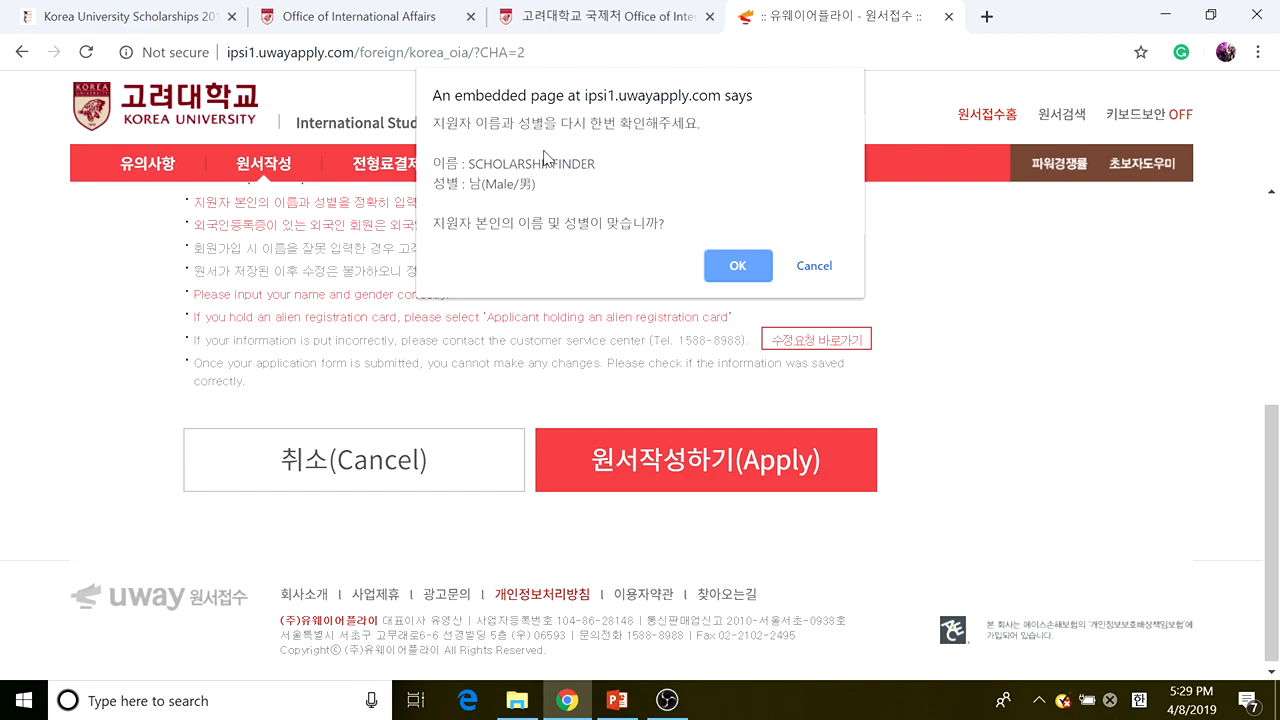 Korea University Scholarships 201
Office of International Affairs
고려대학교 국제처 Office of Inter
:: 유웨이어플라이 - 원서접수 ::
Not secure
ipsi1.uwayapply.com/foreign/korea_oia/?CHA=2
KOREA
고려대학교
KOREA UNIVERSITY
International Stud
원서접수홈
원서검색
키보드보안 OFF
유의사항
원서작성
전형료결제
파워경쟁률
초보자도우미
An embedded page at ipsi1.uwayapply.com says
지원자 이름과 성별을 다시 한번 확인해주세요.
이름 : SCHOLARSHIPFINDER
성별 : 남(Male/男)
지원자 본인의 이름 및 성별이 맞습니까?
OK
Cancel
지원자 본인의 이름과 성별을 정확히 입력
외국인등록증이 있는 외국인 회원은 외국
회원가입 시 이름을 잘못 입력한 경우 고객
원서가 저장된 이후 수정은 불가하오니 정
Please input your name and gender correctly.
If you hold an alien registration card, please select 'Applicant holding an alien registration card"
If your information is put incorrectly, please contact the customer service center (Tel. 1588-8988).
수정요청 바로가기
Once your application form is submitted, you cannot make any changes. Please check if the information was saved
correctly.
취소(Cancel)
원서작성하기(Apply)
uway 원서접수
회사소개 | 사업제휴 | 광고문의 | 개인정보처리방침 | 이용자약관 | 찾아오는길
(주)유웨이어플라이 대표이사 유영산 | 사업자등록번호 104-86-28148 | 통신판매업신고 2010-서울서초-0938호
서울특별시 서초구 고무래로6-6 선경빌딩 5층 (우) 06593 | 문의전화 1588-8988 | Fax 02-2102-2495
Copyrightⓒ (주)유웨이어플라이 All Rights Reserved.
ACE
본 회사는 에이스손해보험의 '개인정보보호배상책임보험'에
가입되어 있습니다.
Type here to search
한
5:29 PM
4/8/2019
7